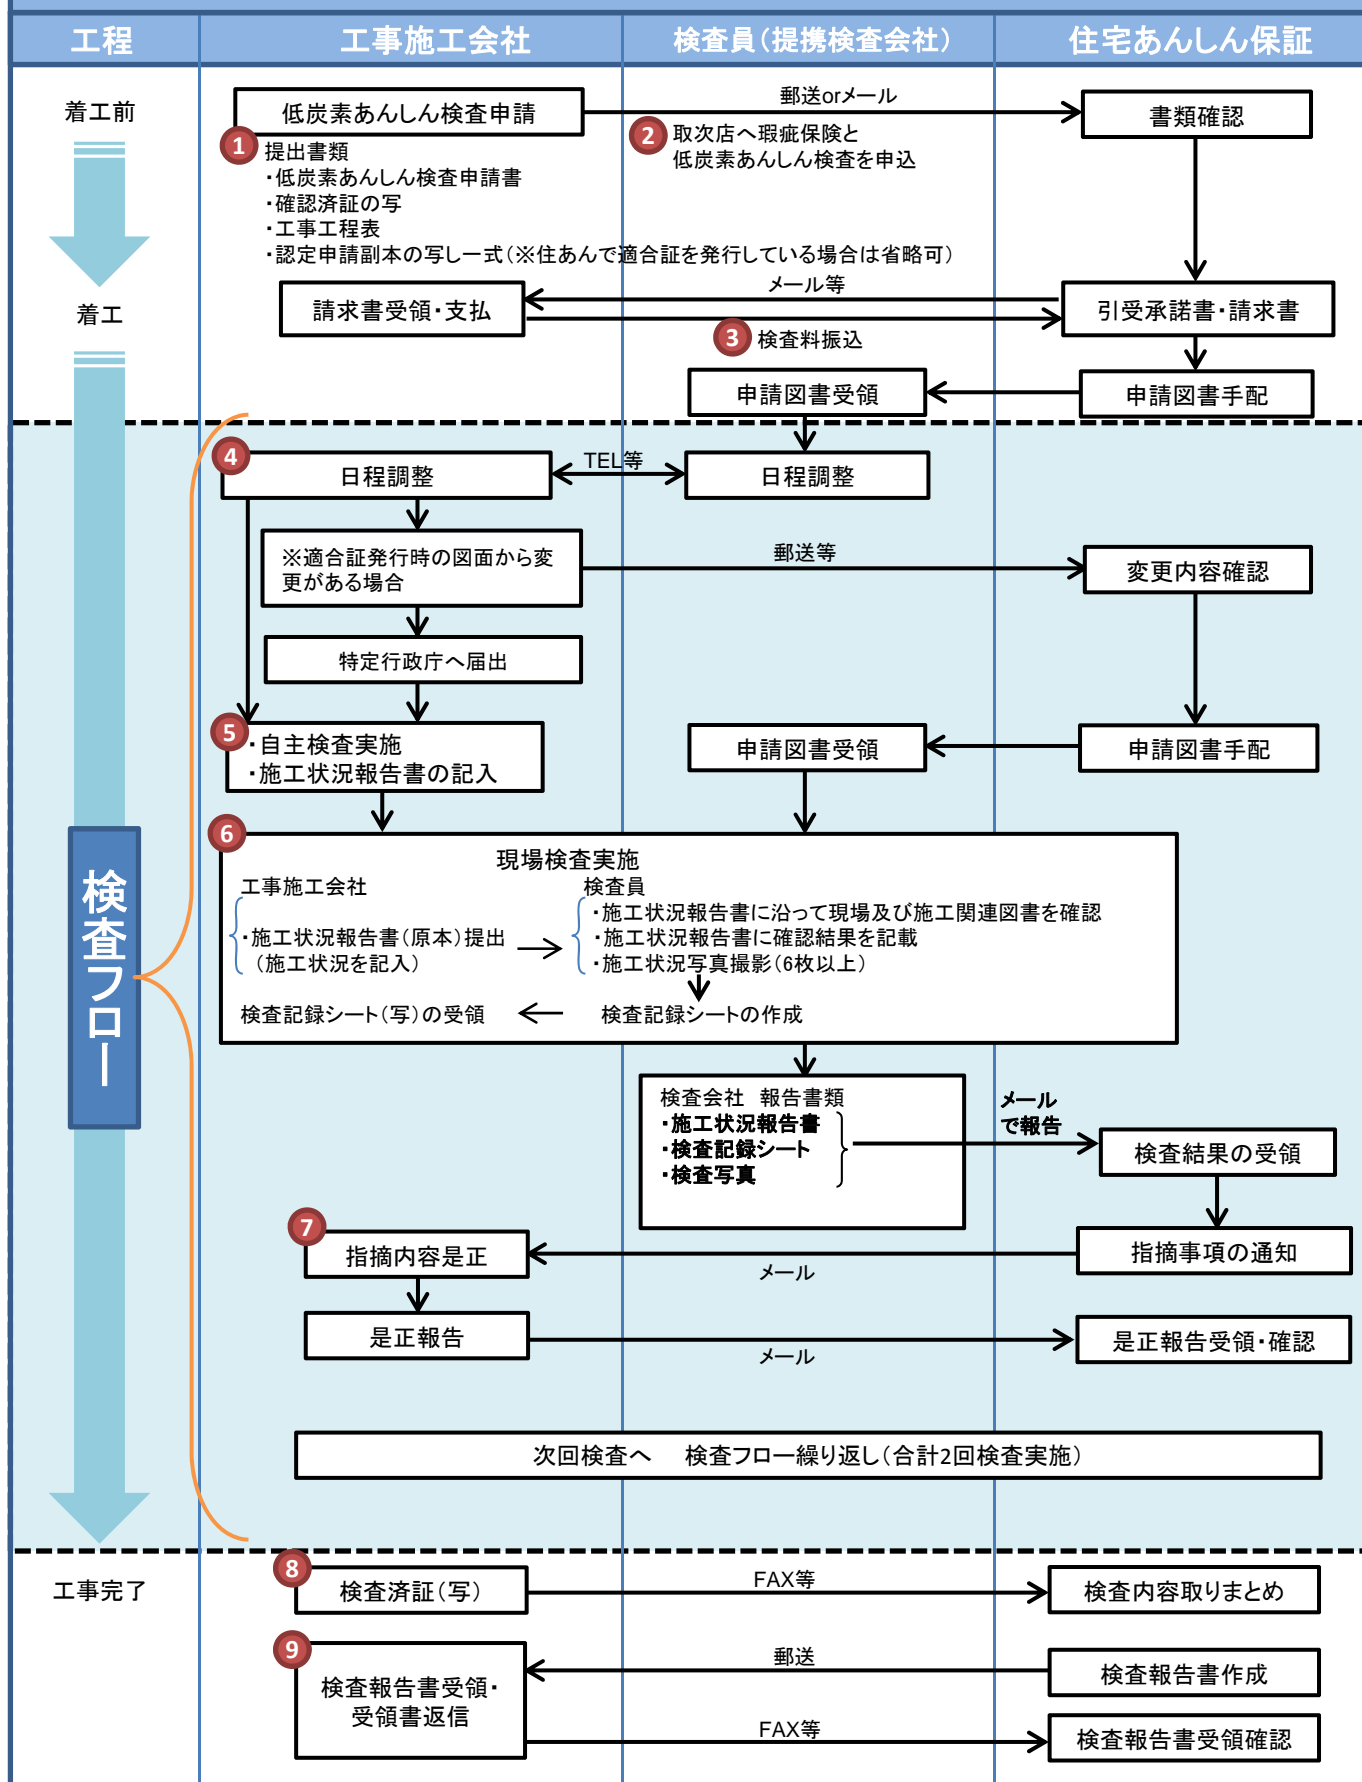 工程
工事施工会社
検査員（提携検査会社）
住宅あんしん保証
着工前
低炭素あんしん検査申請
郵送orメール
書類確認
1
提出書類
・低炭素あんしん検査申請書
・確認済証の写
・工事工程表
・認定申請副本の写し一式（※住あんで適合証を発行している場合は省略可）
2
取次店へ瑕疵保険と
低炭素あんしん検査を申込
着工
請求書受領・支払
メール等
引受承諾書・請求書
3
検査料振込
申請図書受領
申請図書手配
4
日程調整
TEL等
日程調整
※適合証発行時の図面から変
更がある場合
郵送等
変更内容確認
特定行政庁へ届出
5
・自主検査実施
・施工状況報告書の記入
申請図書受領
申請図書手配
検査フロー
6
現場検査実施
工事施工会社
・施工状況報告書（原本）提出
（施工状況を記入）
検査員
・施工状況報告書に沿って現場及び施工関連図書を確認
・施工状況報告書に確認結果を記載
・施工状況写真撮影（6枚以上）
検査記録シート（写）の受領
検査記録シートの作成
検査会社　報告書類
・施工状況報告書
・検査記録シート
・検査写真
メール
で報告
検査結果の受領
7
指摘内容是正
メール
指摘事項の通知
是正報告
メール
是正報告受領・確認
次回検査へ　検査フロー繰り返し（合計2回検査実施）
工事完了
8
検査済証（写）
FAX等
検査内容取りまとめ
9
検査報告書受領・
受領書返信
郵送
検査報告書作成
FAX等
検査報告書受領確認